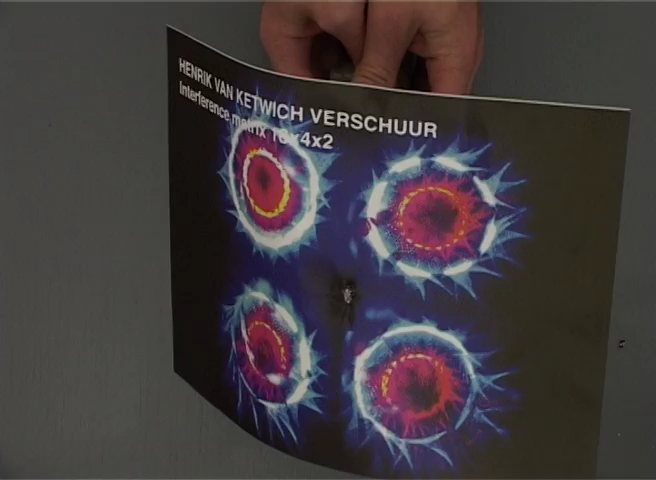 HENRIK VAN KETWICH VERSCHUUR
Interference matrix 16x4x2